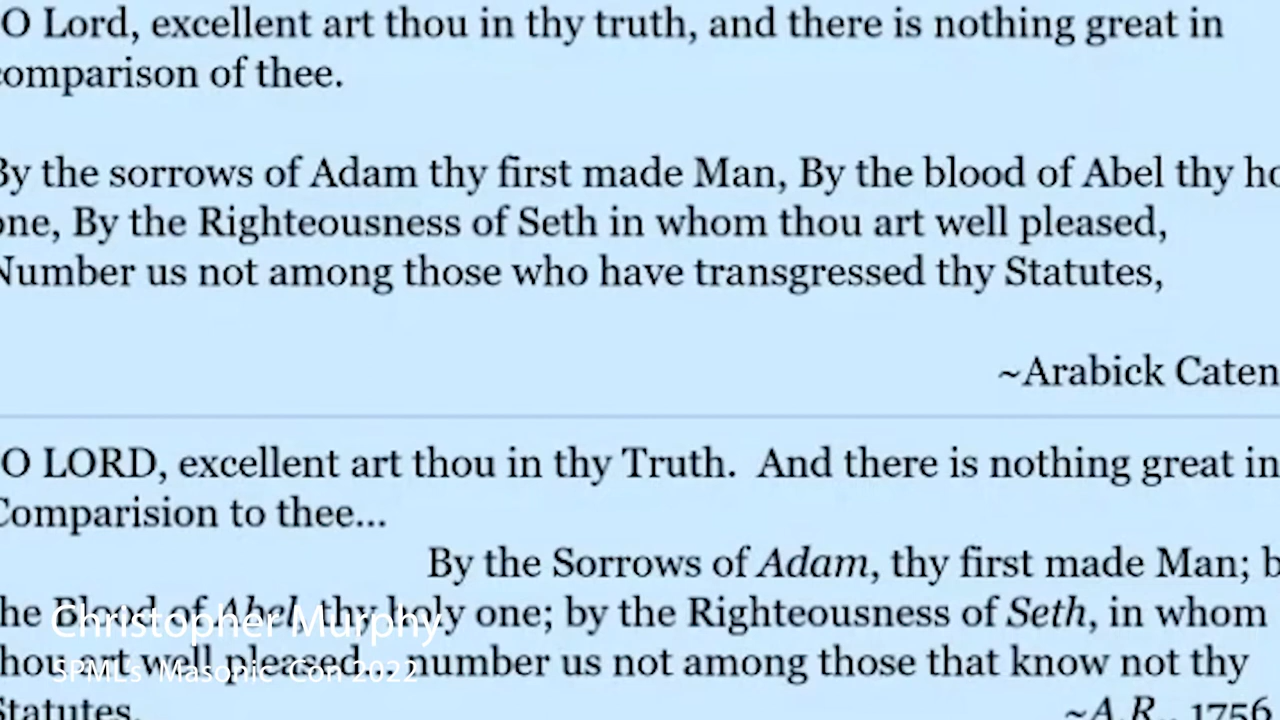 O Lord, excellent art thou in thy truth, and there is nothing great in
comparison of thee.
By the sorrows of Adam thy first made Man, By the blood of Abel thy
one, By the Righteousness of Seth in whom thou art well pleased,
Number us not among those who have transgressed thy Statutes,
~Arabick Caten
O LORD, excellent art thou in thy Truth. And there is nothing great in
Comparision to thee...
By the Sorrows of Adam, thy first made Man; b
he Blood of Abel, thy holy one; by the Righteousness of Seth, in whom
hou art well pleased, number us not among those that know not thy
Statutes. ~A.R., 1756
Christopher Murphy
SPML's Masonic Con 2022